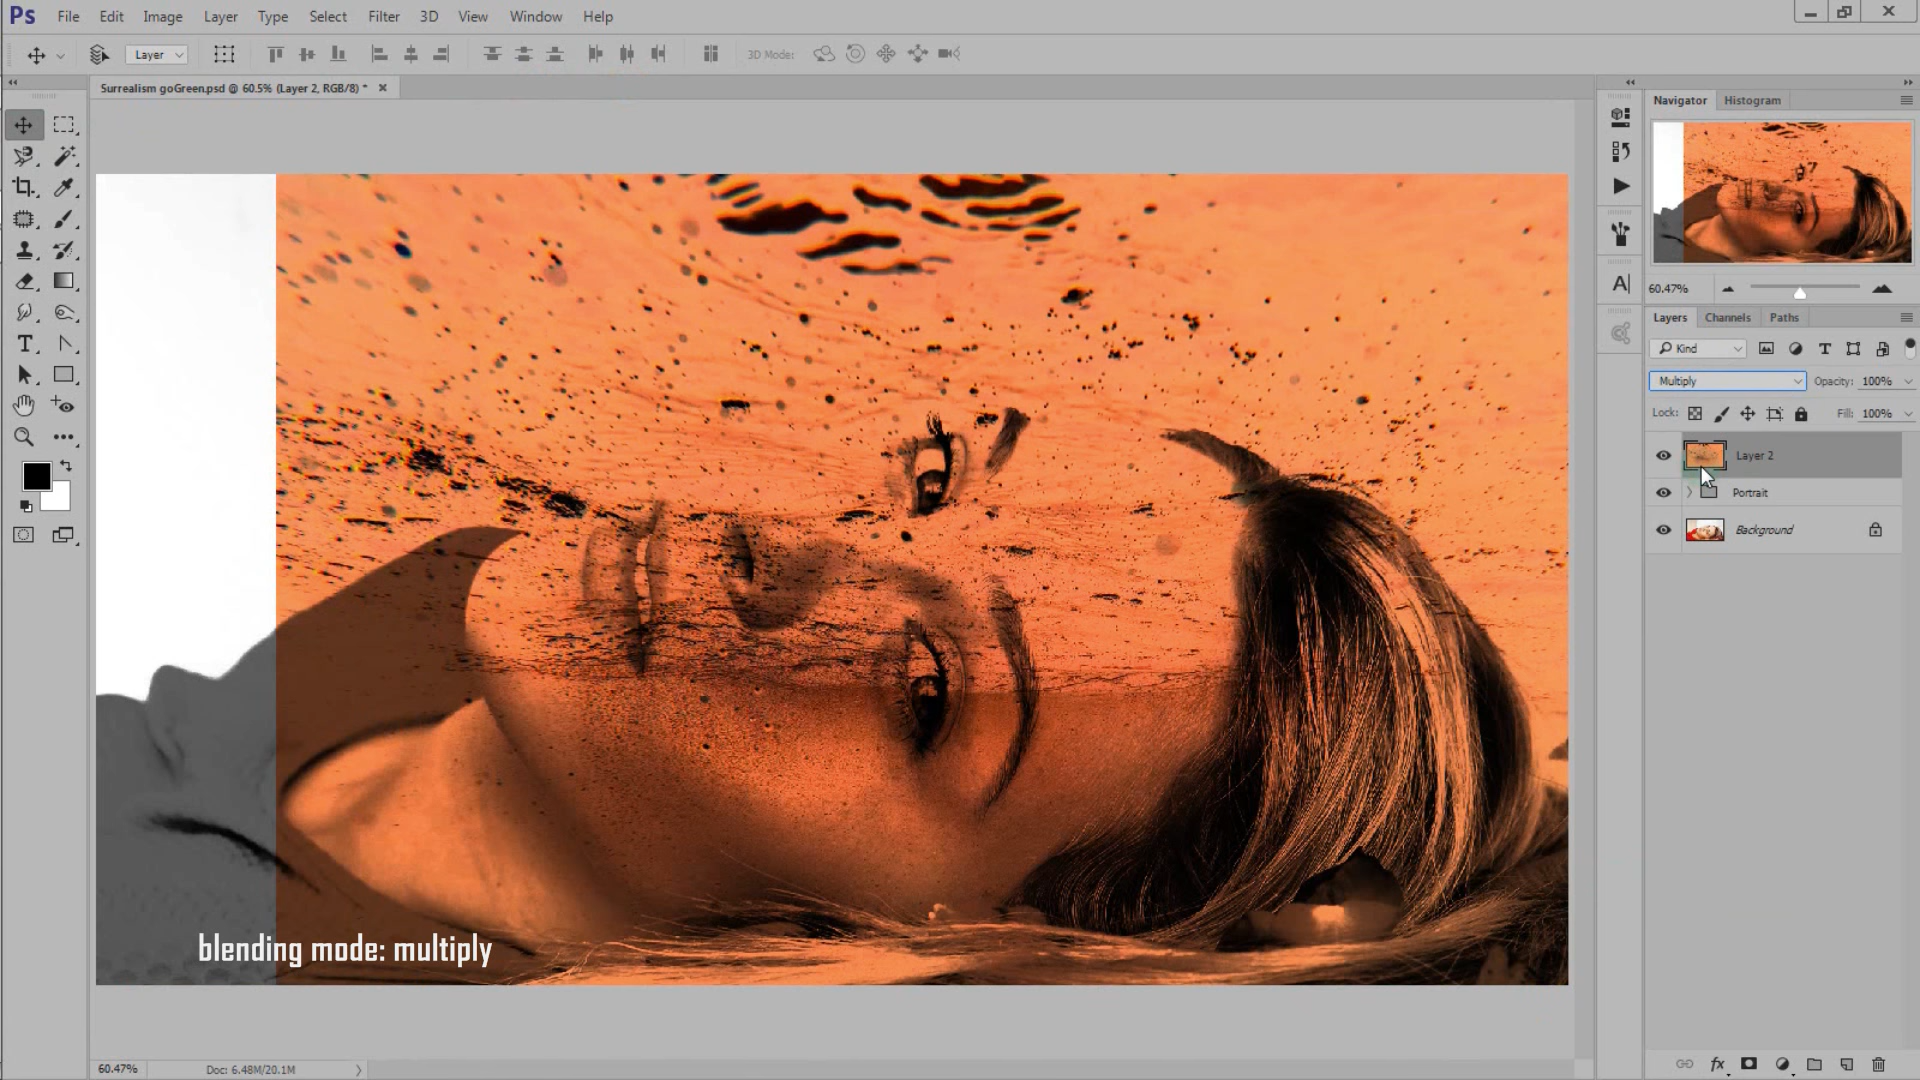 Ps File Edit Image Layer Type Select Filter 3D View Window Help
Layer 3D Mode:
Surrealism goGreen.psd @ 60.5% (Layer 2, RGB/8) *
Navigator Histogram
60.47%
Layers Channels Paths
Kind
Multiply Opacity: 100%
Lock: Fill: 100%
Layer 2
Portrait
Background
blending mode: multiply
60.47% Doc: 6.48M/20.1M